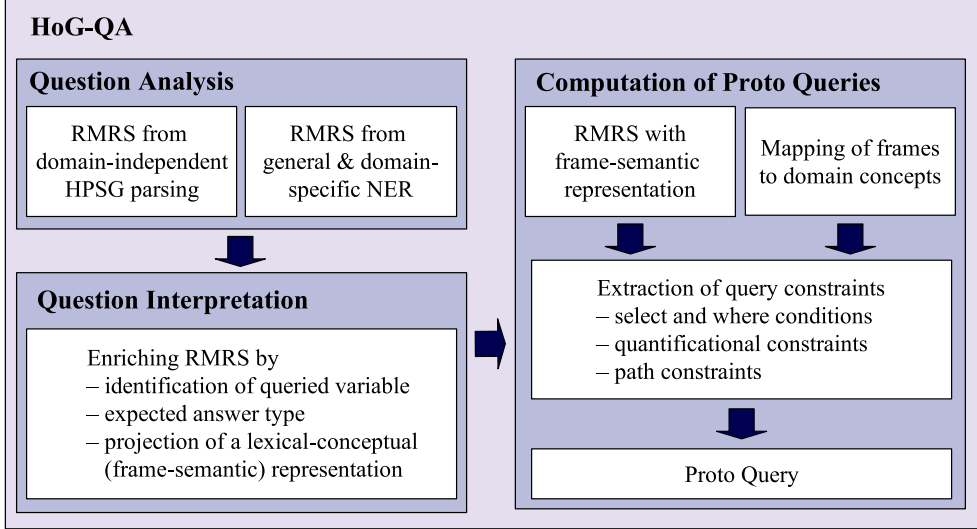 HoG-QA
Question Analysis
RMRS from
domain-independent
HPSG parsing
RMRS from
general & domain-
specific NER
Question Interpretation
Enriching RMRS by
– identification of queried variable
– expected answer type
– projection of a lexical-conceptual
(frame-semantic) representation
Computation of Proto Queries
RMRS with
frame-semantic
representation
Mapping of frames
to domain concepts
Extraction of query constraints
– select and where conditions
– quantificational constraints
– path constraints
Proto Query